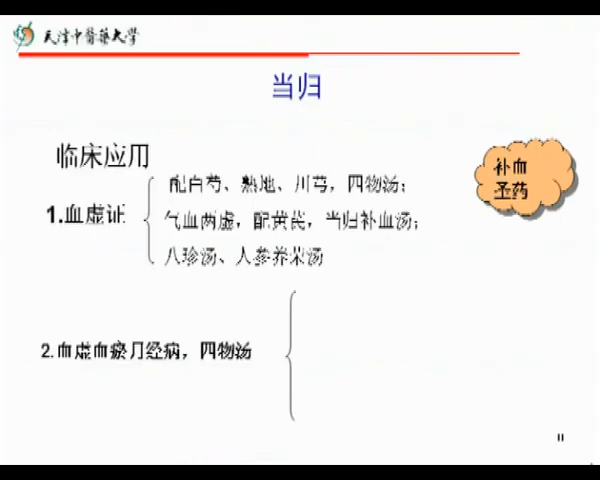 天津中医药大学
当归
临床应用
补血
圣药
1.血虚证
配白芍、熟地、川芎，四物汤；
气血两虚，配黄芪，当归补血汤；
八珍汤、人参养荣汤
2.血虚血瘀月经病，四物汤
11